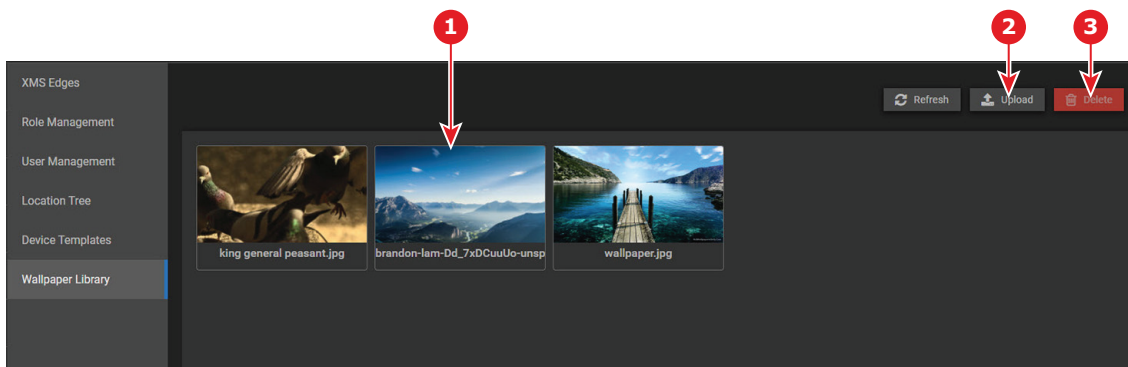 1
2
3
XMS Edges
Refresh
Upload
Delete
Role Management
User Management
Location Tree
Device Templates
Wallpaper Library
king general peasant.jpg
brandon-lam-Dd_7xDCuuUo-unsp
wallpaper.jpg